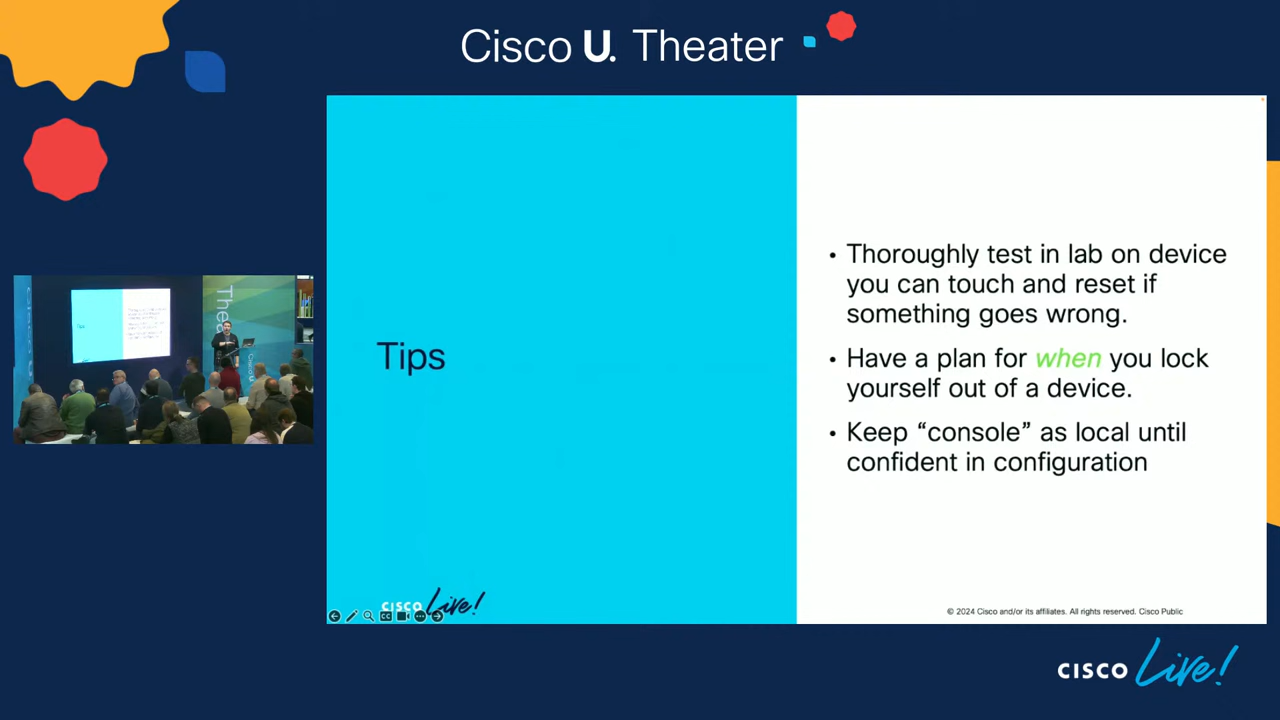 Cisco U. Theater
Tips
• Thoroughly test in lab on device
you can touch and reset if
something goes wrong.
• Have a plan for when you lock
yourself out of a device.
• Keep “console” as local until
confident in configuration
CISCO Live!
© 2024 Cisco and/or its affiliates. All rights reserved. Cisco Public
CISCO Live!